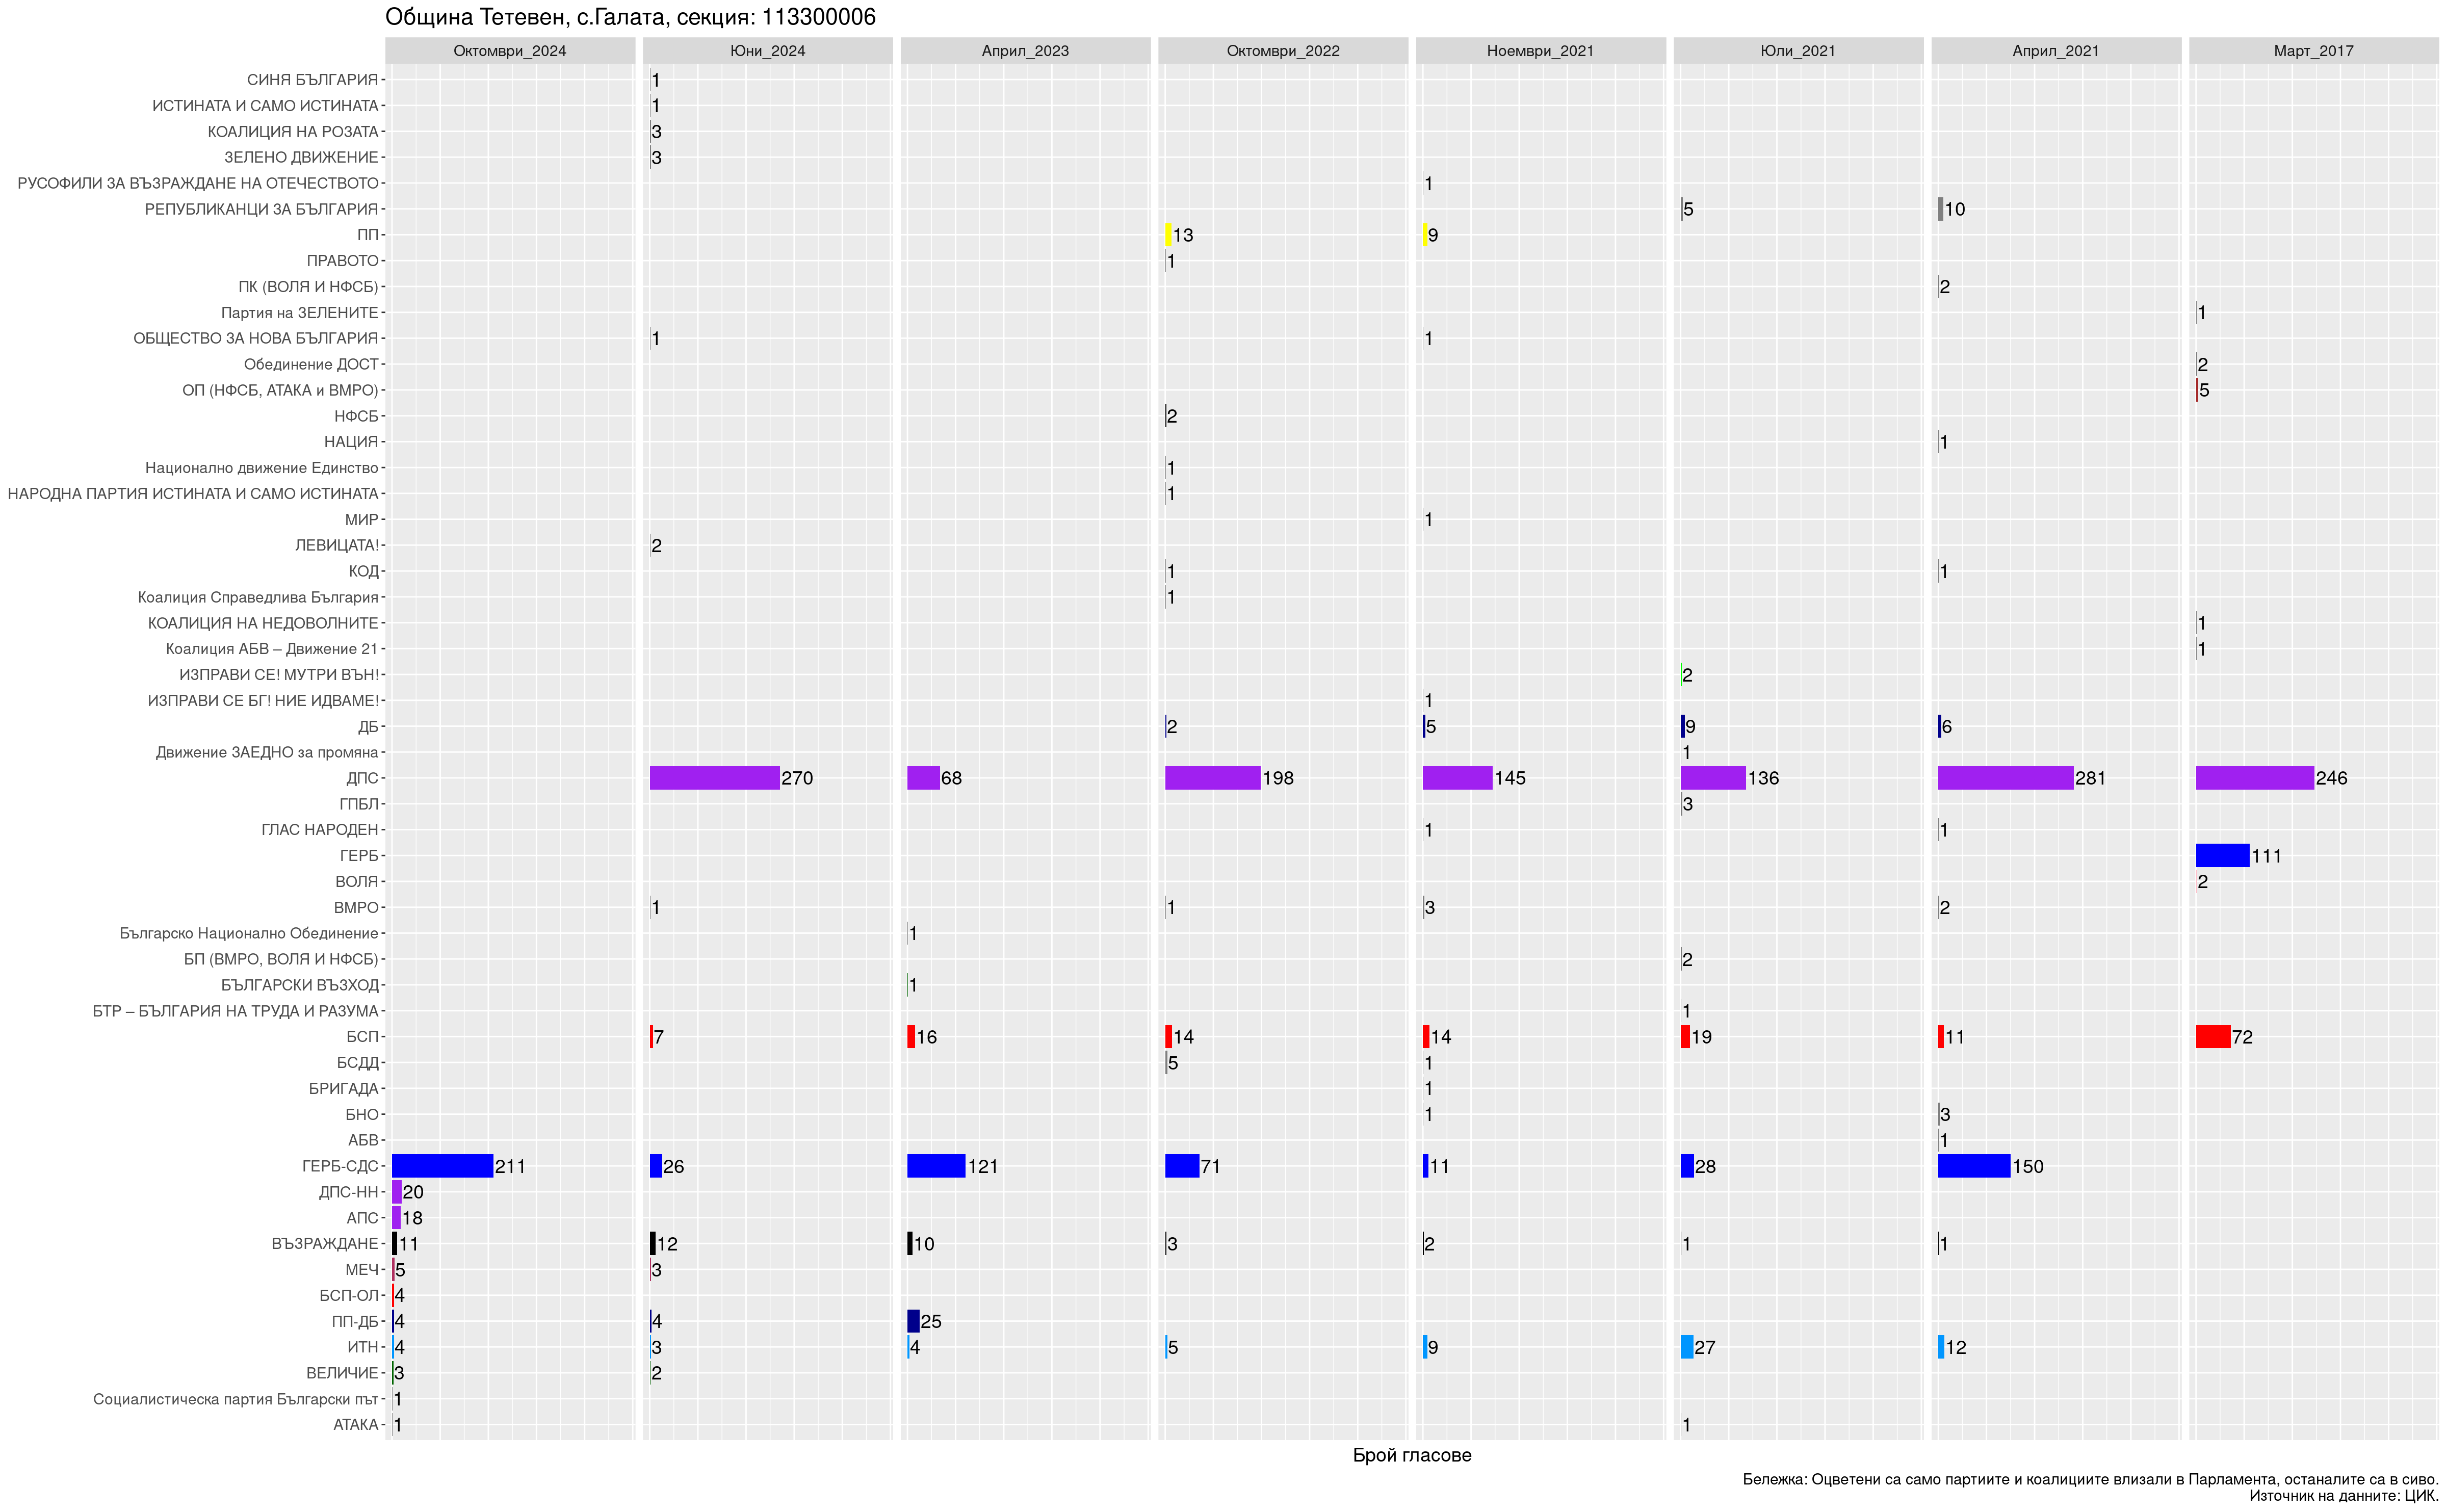 Община Тетевен, с.Галата, секция: 113300006
Октомври_2024 Юни_2024 Април_2023 Октомври_2022 Ноември_2021 Юли_2021 Април_2021 Март_2017
СИНЯ БЪЛГАРИЯ 1
ИСТИНАТА И САМО ИСТИНАТА 1
КОАЛИЦИЯ НА РОЗАТА 3
ЗЕЛЕНО ДВИЖЕНИЕ 3
РУСОФИЛИ ЗА ВЪЗРАЖДАНЕ НА ОТЕЧЕСТВОТО 1
РЕПУБЛИКАНЦИ ЗА БЪЛГАРИЯ 5 10
ПП 13 9
ПРАВОТО 1
ПК (ВОЛЯ И НФСБ) 2
Партия на ЗЕЛЕНИТЕ 1
ОБЩЕСТВО ЗА НОВА БЪЛГАРИЯ 1 1
Обединение ДОСТ 2
ОП (НФСБ, АТАКА и ВМРО) 5
НФСБ 2
НАЦИЯ 1
Национално движение Единство 1
НАРОДНА ПАРТИЯ ИСТИНАТА И САМО ИСТИНАТА 1
МИР 1
ЛЕВИЦАТА! 2
КОД 1 1
Коалиция Справедлива България 1
КОАЛИЦИЯ НА НЕДОВОЛНИТЕ 1
Коалиция АБВ – Движение 21 1
ИЗПРАВИ СЕ! МУТРИ ВЪН! 2
ИЗПРАВИ СЕ БГ! НИЕ ИДВАМЕ! 1
ДБ 2 5 9 6
Движение ЗАЕДНО за промяна 1
ДПС 270 68 198 145 136 281 246
ГПБЛ 3
ГЛАС НАРОДЕН 1 1
ГЕРБ 111
ВОЛЯ 2
ВМРО 1 1 3 2
Българско Национално Обединение 1
БП (ВМРО, ВОЛЯ И НФСБ) 2
БЪЛГАРСКИ ВЪЗХОД 1
БТР – БЪЛГАРИЯ НА ТРУДА И РАЗУМА 1
БСП 7 16 14 14 19 11 72
БСДД 5 1
БРИГАДА 1
БНО 1 3
АБВ 1
ГЕРБ-СДС 211 26 121 71 11 28 150
ДПС-НН 20
АПС 18
ВЪЗРАЖДАНЕ 11 12 10 3 2 1 1
МЕЧ 5 3
БСП-ОЛ 4
ПП-ДБ 4 4 25
ИТН 4 3 4 5 9 27 12
ВЕЛИЧИЕ 3 2
Социалистическа партия Български път 1
АТАКА 1 1
Брой гласове
Бележка: Оцветени са само партиите и коалициите влизали в Парламента, останалите са в сиво.
Източник на данните: ЦИК.